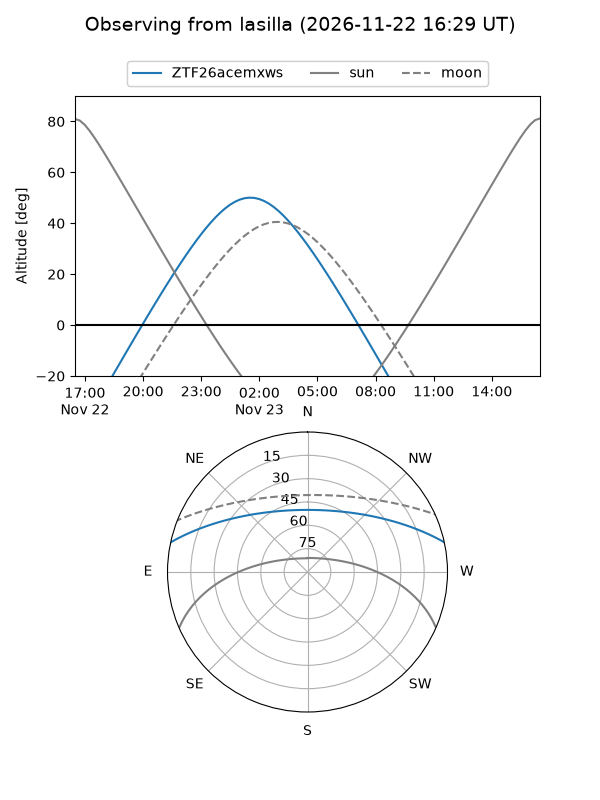 Observing from lasilla (2026-11-22 16:29 UT)
ZTF26acemxws sun moon
Altitude [deg]
80
60
40
20
0
−20
17:00 20:00 23:00 02:00 05:00 08:00 11:00 14:00
Nov 22 Nov 23
N
NE NW
15
30
45
60
75
E W
SE SW
S